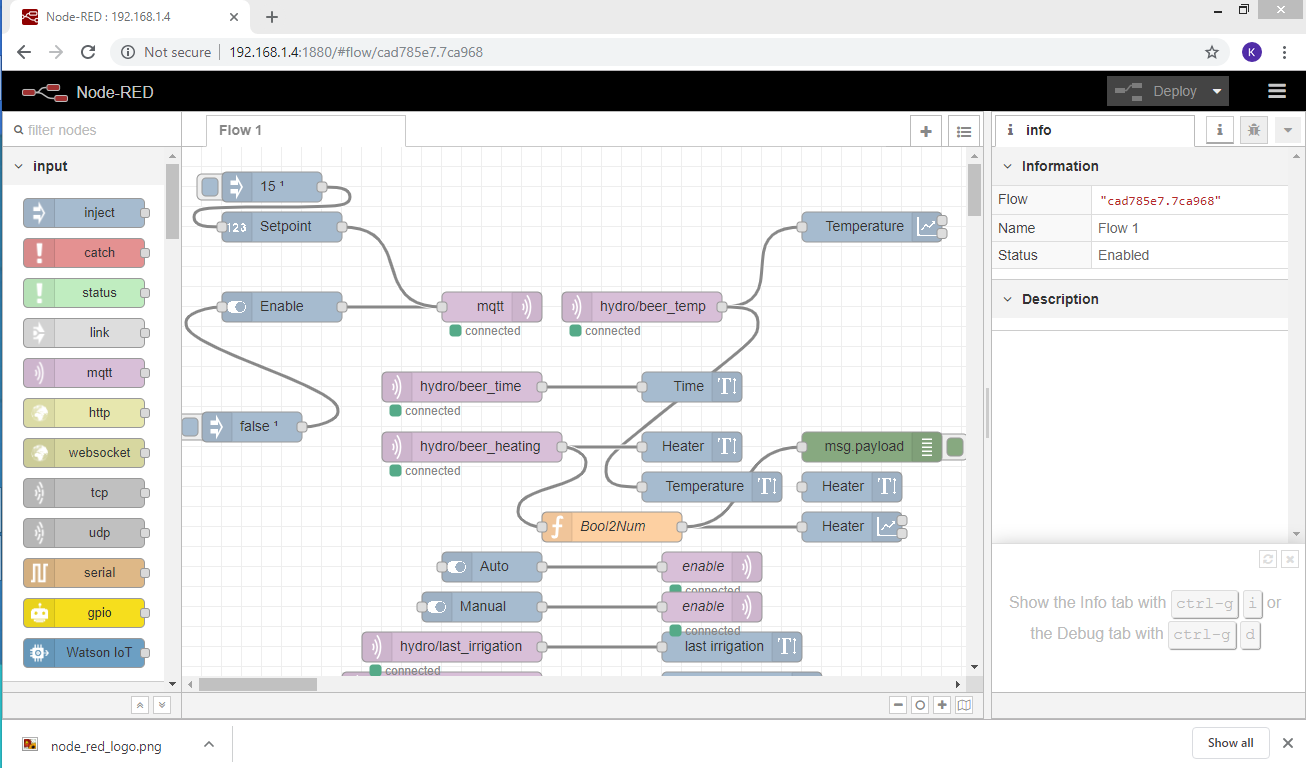 Node-RED : 192.168.1.4
Not secure
192.168.1.4:1880/#flow/cad785e7.7ca968
K
Node-RED
Deploy
filter nodes
input
inject
catch
status
link
mqtt
http
websocket
tcp
udp
serial
gpio
Watson IoT
Flow 1
15 ¹
123
Setpoint
Temperature
Enable
mqtt
connected
hydro/beer_temp
connected
hydro/beer_time
connected
Time
false ¹
hydro/beer_heating
connected
Heater
msg.payload
Temperature
Heater
Bool2Num
Heater
Auto
enable
connected
Manual
enable
connected
hydro/last_irrigation
connected
last irrigation
info
Information
Flow
"cad785e7.7ca968"
Name
Flow 1
Status
Enabled
Description
Show the Info tab with ctrl-g i or
the Debug tab with ctrl-g d
node_red_logo.png
Show all